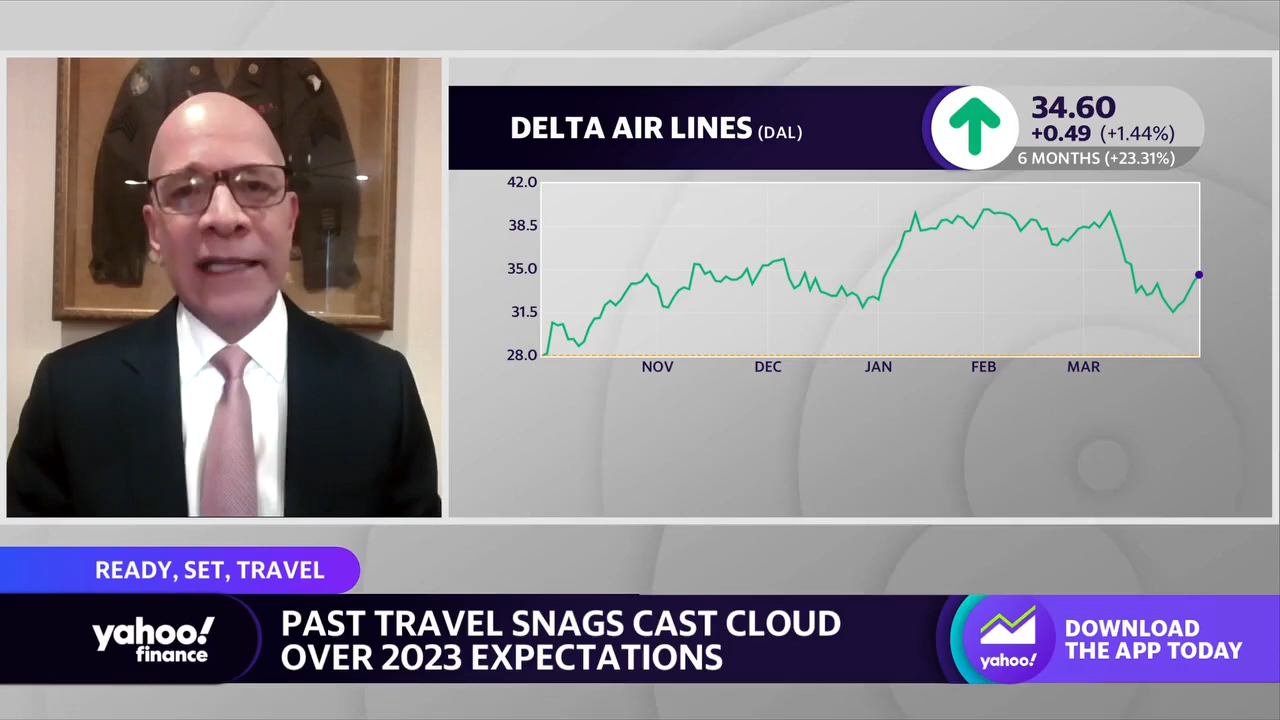 DELTA AIR LINES (DAL)
34.60
+0.49 (+1.44%)
6 MONTHS (+23.31%)
42.0
38.5
35.0
31.5
28.0
NOV DEC JAN FEB MAR
READY, SET, TRAVEL
yahoo!
finance
PAST TRAVEL SNAGS CAST CLOUD
OVER 2023 EXPECTATIONS
yahoo!
DOWNLOAD
THE APP TODAY